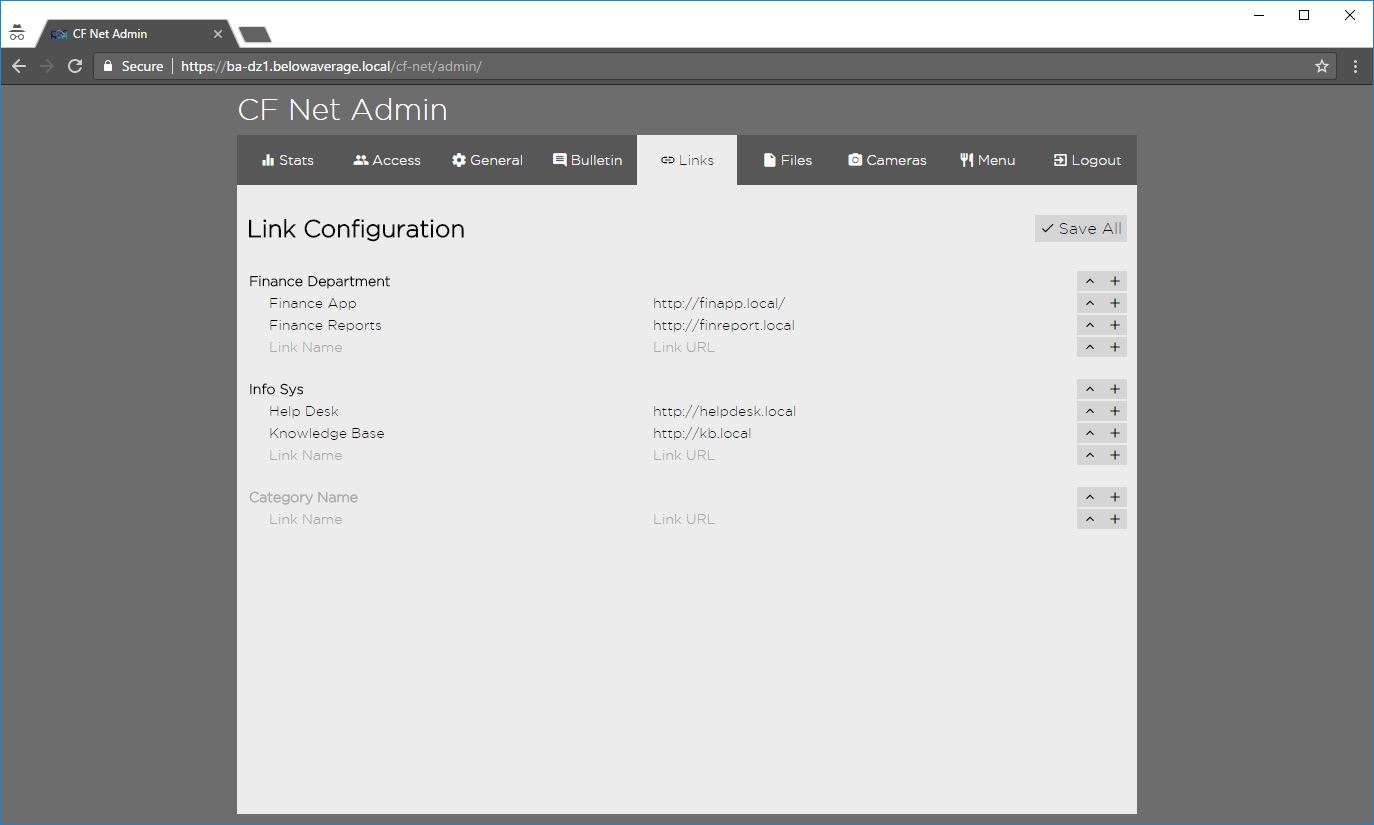 CF Net Admin
Secure https://ba-dz1.belowaverage.local/cf-net/admin/
CF Net Admin
Stats Access General Bulletin Links Files Cameras Menu Logout
Link Configuration Save All
Finance Department
Finance App http://finapp.local/
Finance Reports http://finreport.local
Link Name Link URL
Info Sys
Help Desk http://helpdesk.local
Knowledge Base http://kb.local
Link Name Link URL
Category Name
Link Name Link URL